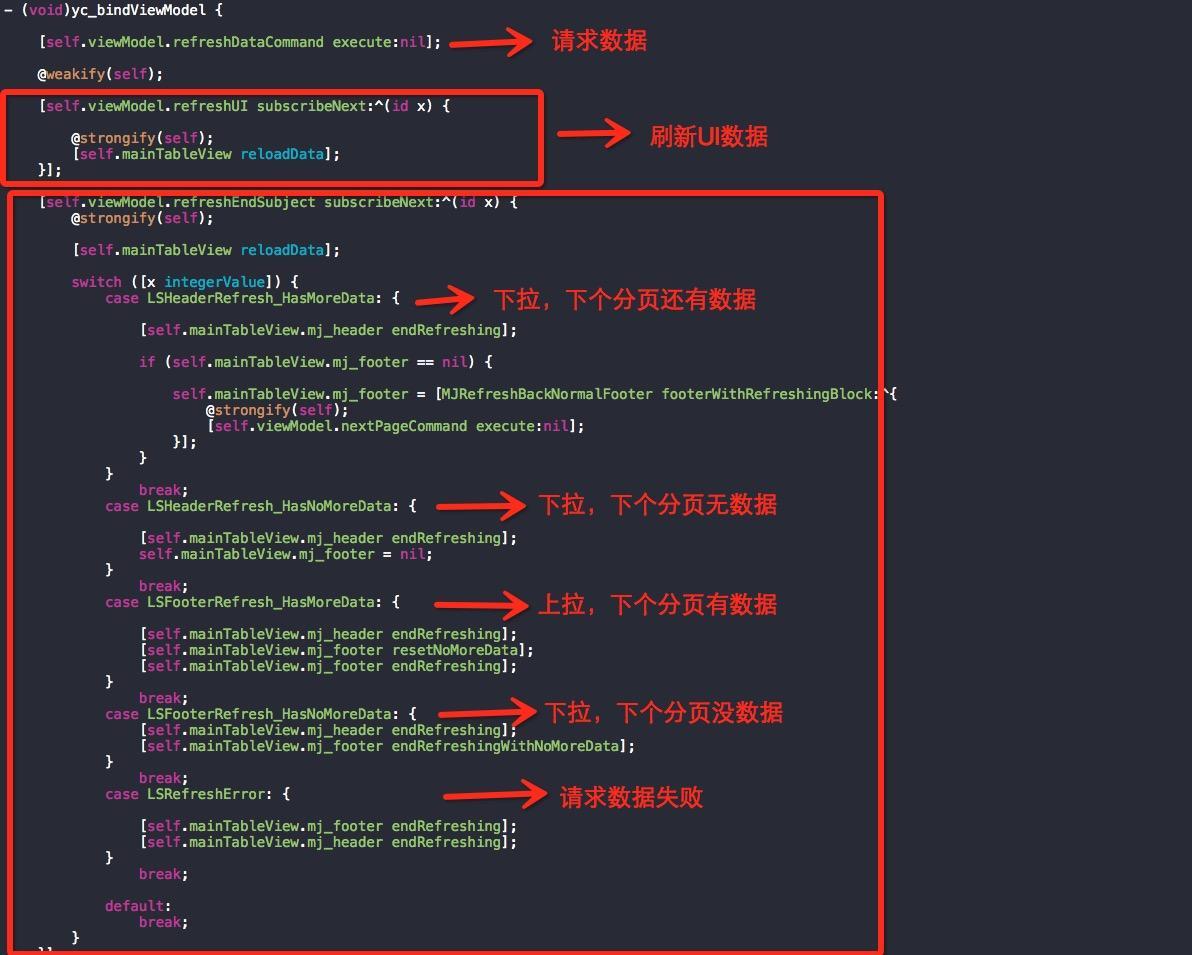 - (void)yc_bindViewModel {
[self.viewModel.refreshDataCommand execute:nil]; 请求数据
@weakify(self);
[self.viewModel.refreshUI subscribeNext:^(id x) {
@strongify(self); 刷新UI数据
[self.mainTableView reloadData];
}];
[self.viewModel.refreshEndSubject subscribeNext:^(id x) {
@strongify(self);
[self.mainTableView reloadData];
switch ([x integerValue]) {
case LSHeaderRefresh_HasMoreData: { 下拉，下个分页还有数据
[self.mainTableView.mj_header endRefreshing];
if (self.mainTableView.mj_footer == nil) {
self.mainTableView.mj_footer = [MJRefreshBackNormalFooter footerWithRefreshingBlock:^{
@strongify(self);
[self.viewModel.nextPageCommand execute:nil];
}];
}
}
break;
case LSHeaderRefresh_HasNoMoreData: { 下拉，下个分页无数据
[self.mainTableView.mj_header endRefreshing];
self.mainTableView.mj_footer = nil;
}
break;
case LSFooterRefresh_HasMoreData: { 上拉，下个分页有数据
[self.mainTableView.mj_header endRefreshing];
[self.mainTableView.mj_footer resetNoMoreData];
[self.mainTableView.mj_footer endRefreshing];
}
break;
case LSFooterRefresh_HasNoMoreData: { 下拉，下个分页没数据
[self.mainTableView.mj_header endRefreshing];
[self.mainTableView.mj_footer endRefreshingWithNoMoreData];
}
break;
case LSRefreshError: { 请求数据失败
[self.mainTableView.mj_footer endRefreshing];
[self.mainTableView.mj_header endRefreshing];
}
break;
default:
break;
}